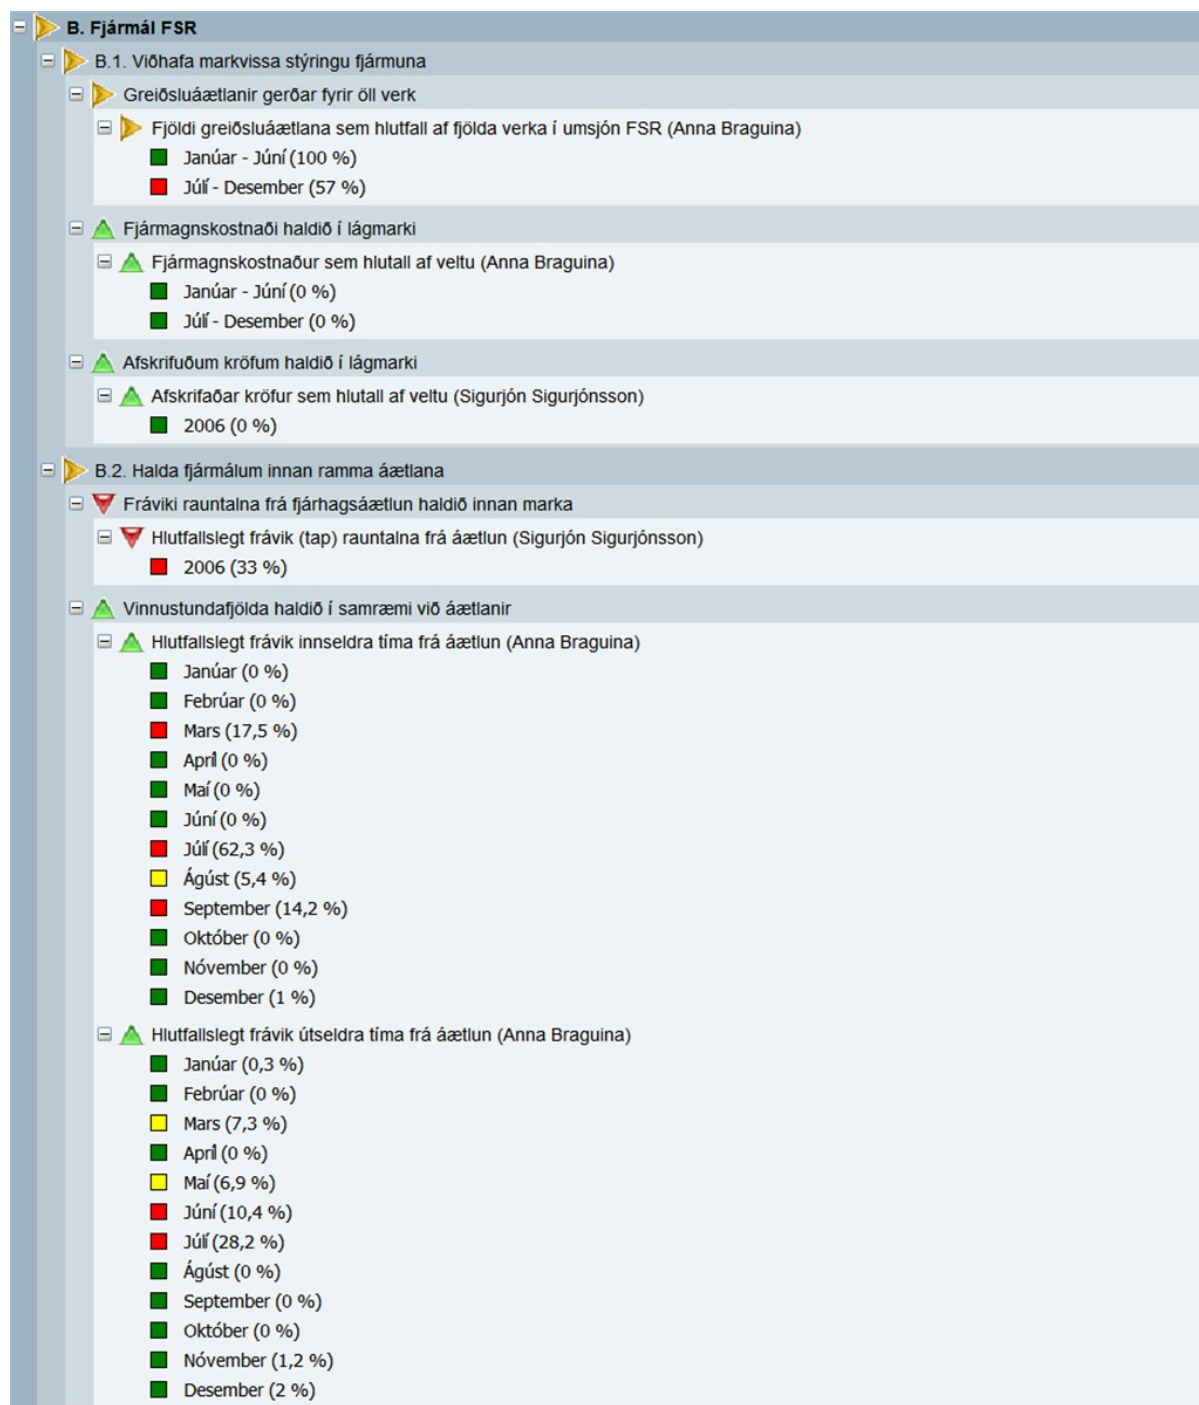 B. Fjármál FSR
B.1. Viðhafa markvissa stýringu fjármuna
Greiðsluáætlanir gerðar fyrir öll verk
Fjöldi greiðsluáætlana sem hlutfall af fjölda verka í umsjón FSR (Anna Braguina)
Janúar - Júní (100 %)
Júlí - Desember (57 %)
Fjármagnskostnaði haldið í lágmarki
Fjármagnskostnaður sem hlutall af veltu (Anna Braguina)
Janúar - Júní (0 %)
Júlí - Desember (0 %)
Afskrifuðum kröfum haldið í lágmarki
Afskrifaðar kröfur sem hlutall af veltu (Sigurjón Sigurjónsson)
2006 (0 %)
B.2. Halda fjármálum innan ramma áætlana
Fráviki rauntalna frá fjárhagsáætlun haldið innan marka
Hlutfallslegt frávik (tap) rauntalna frá áætlun (Sigurjón Sigurjónsson)
2006 (33 %)
Vinnustundafjölda haldið í samræmi við áætlanir
Hlutfallslegt frávik innseldra tíma frá áætlun (Anna Braguina)
Janúar (0 %)
Febrúar (0 %)
Mars (17,5 %)
Apríl (0 %)
Maí (0 %)
Júní (0 %)
Júlí (62,3 %)
Ágúst (5,4 %)
September (14,2 %)
Október (0 %)
Nóvember (0 %)
Desember (1 %)
Hlutfallslegt frávik útseldra tíma frá áætlun (Anna Braguina)
Janúar (0,3 %)
Febrúar (0 %)
Mars (7,3 %)
Apríl (0 %)
Maí (6,9 %)
Júní (10,4 %)
Júlí (28,2 %)
Ágúst (0 %)
September (0 %)
Október (0 %)
Nóvember (1,2 %)
Desember (2 %)